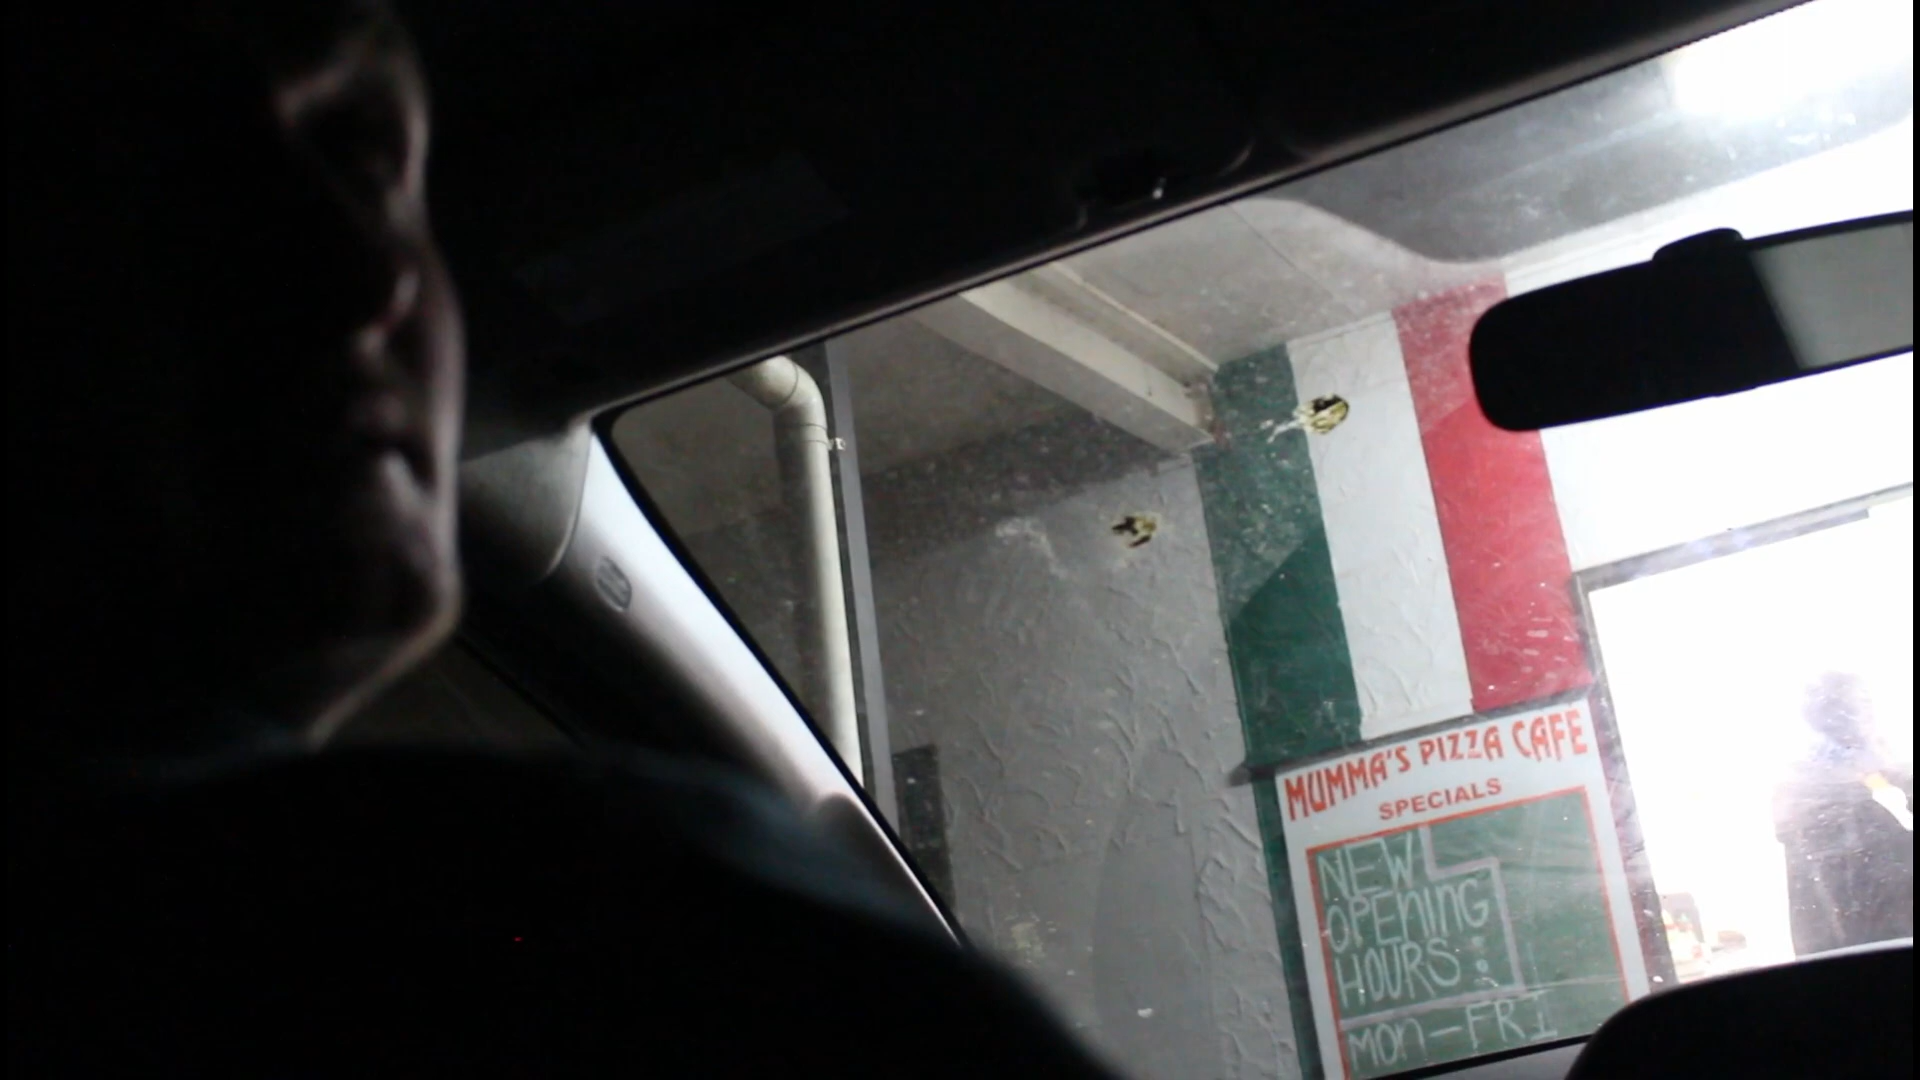 MUMMA'S PIZZA CAFE
SPECIALS
NEW
OPENING
HOURS:
MON-FRI